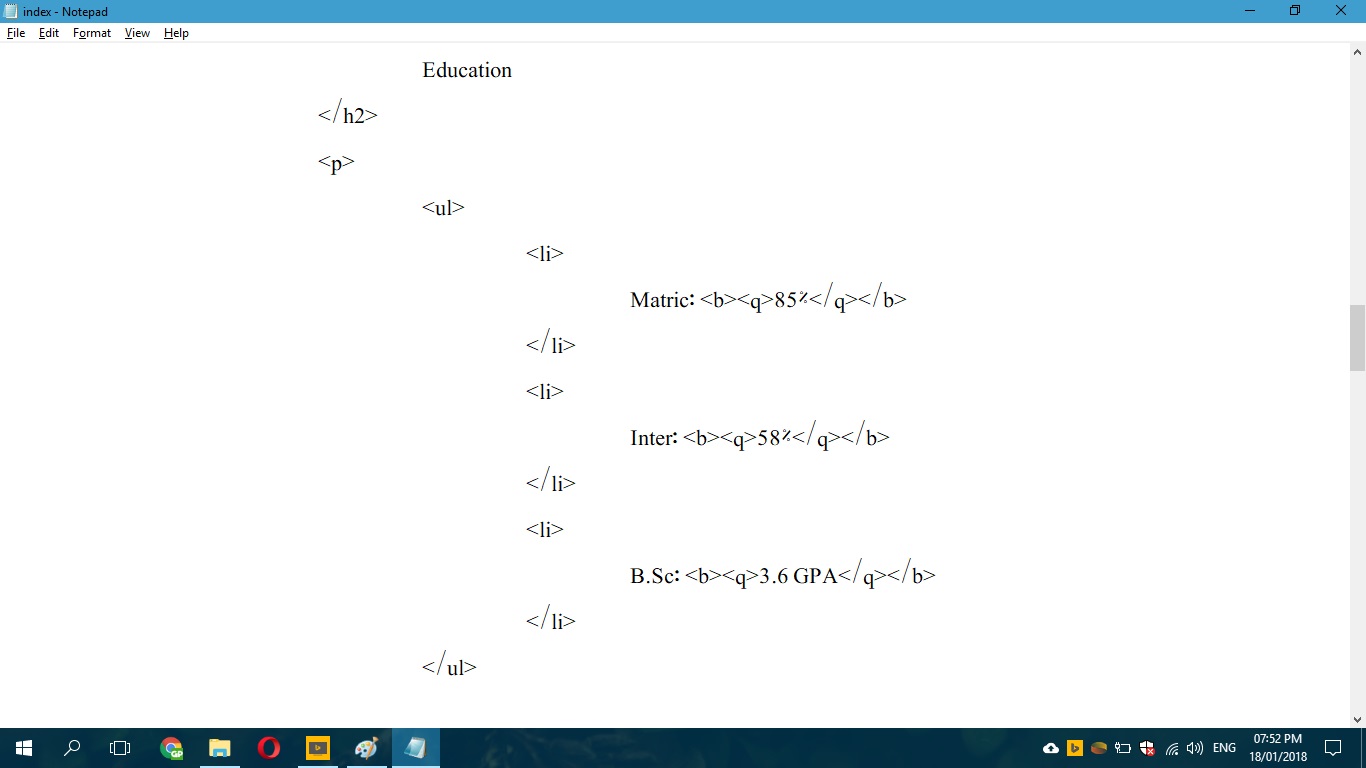 index - Notepad
File Edit Format View Help
Education
</h2>
<p>
<ul>
<li>
Matric: <b><q>85%</q></b>
</li>
<li>
Inter: <b><q>58%</q></b>
</li>
<li>
B.Sc: <b><q>3.6 GPA</q></b>
</li>
</ul>
GP
ENG
07:52 PM
18/01/2018